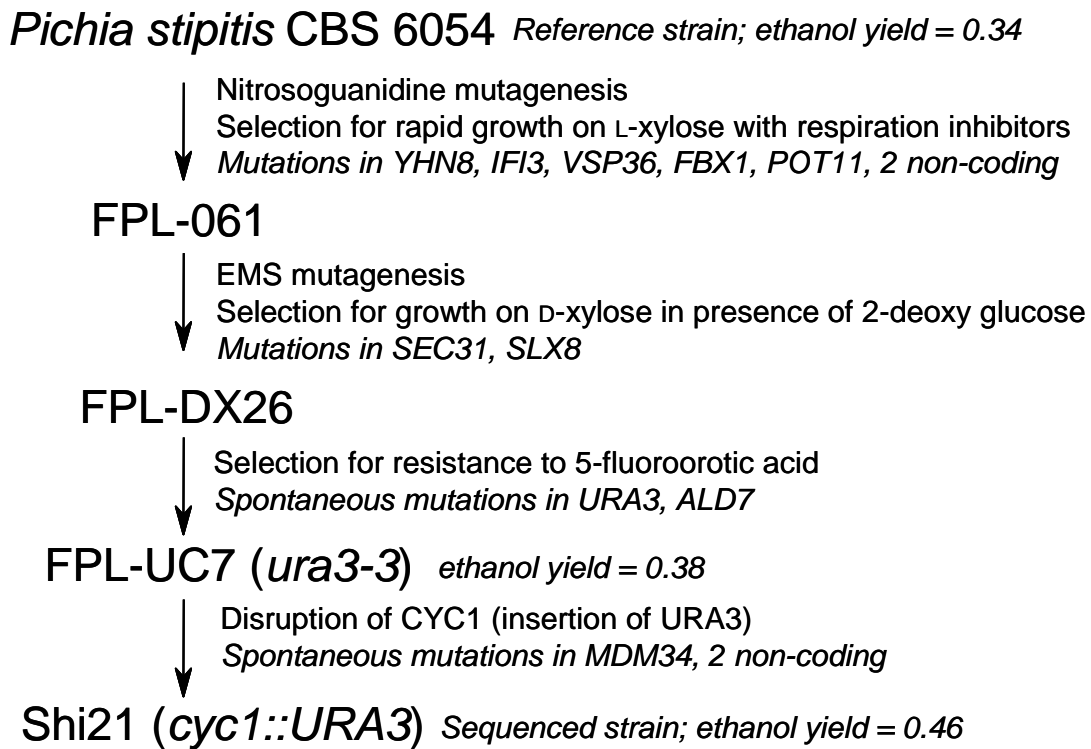 Pichia stipitis CBS 6054 Reference strain; ethanol yield = 0.34
Nitrosoguanidine mutagenesis
Selection for rapid growth on L-xylose with respiration inhibitors
Mutations in YHN8, IFI3, VSP36, FBX1, POT11, 2 non-coding
FPL-061
EMS mutagenesis
Selection for growth on D-xylose in presence of 2-deoxy glucose
Mutations in SEC31, SLX8
FPL-DX26
Selection for resistance to 5-fluoroorotic acid
Spontaneous mutations in URA3, ALD7
FPL-UC7 (ura3-3) ethanol yield = 0.38
Disruption of CYC1 (insertion of URA3)
Spontaneous mutations in MDM34, 2 non-coding
Shi21 (cyc1::URA3) Sequenced strain; ethanol yield = 0.46